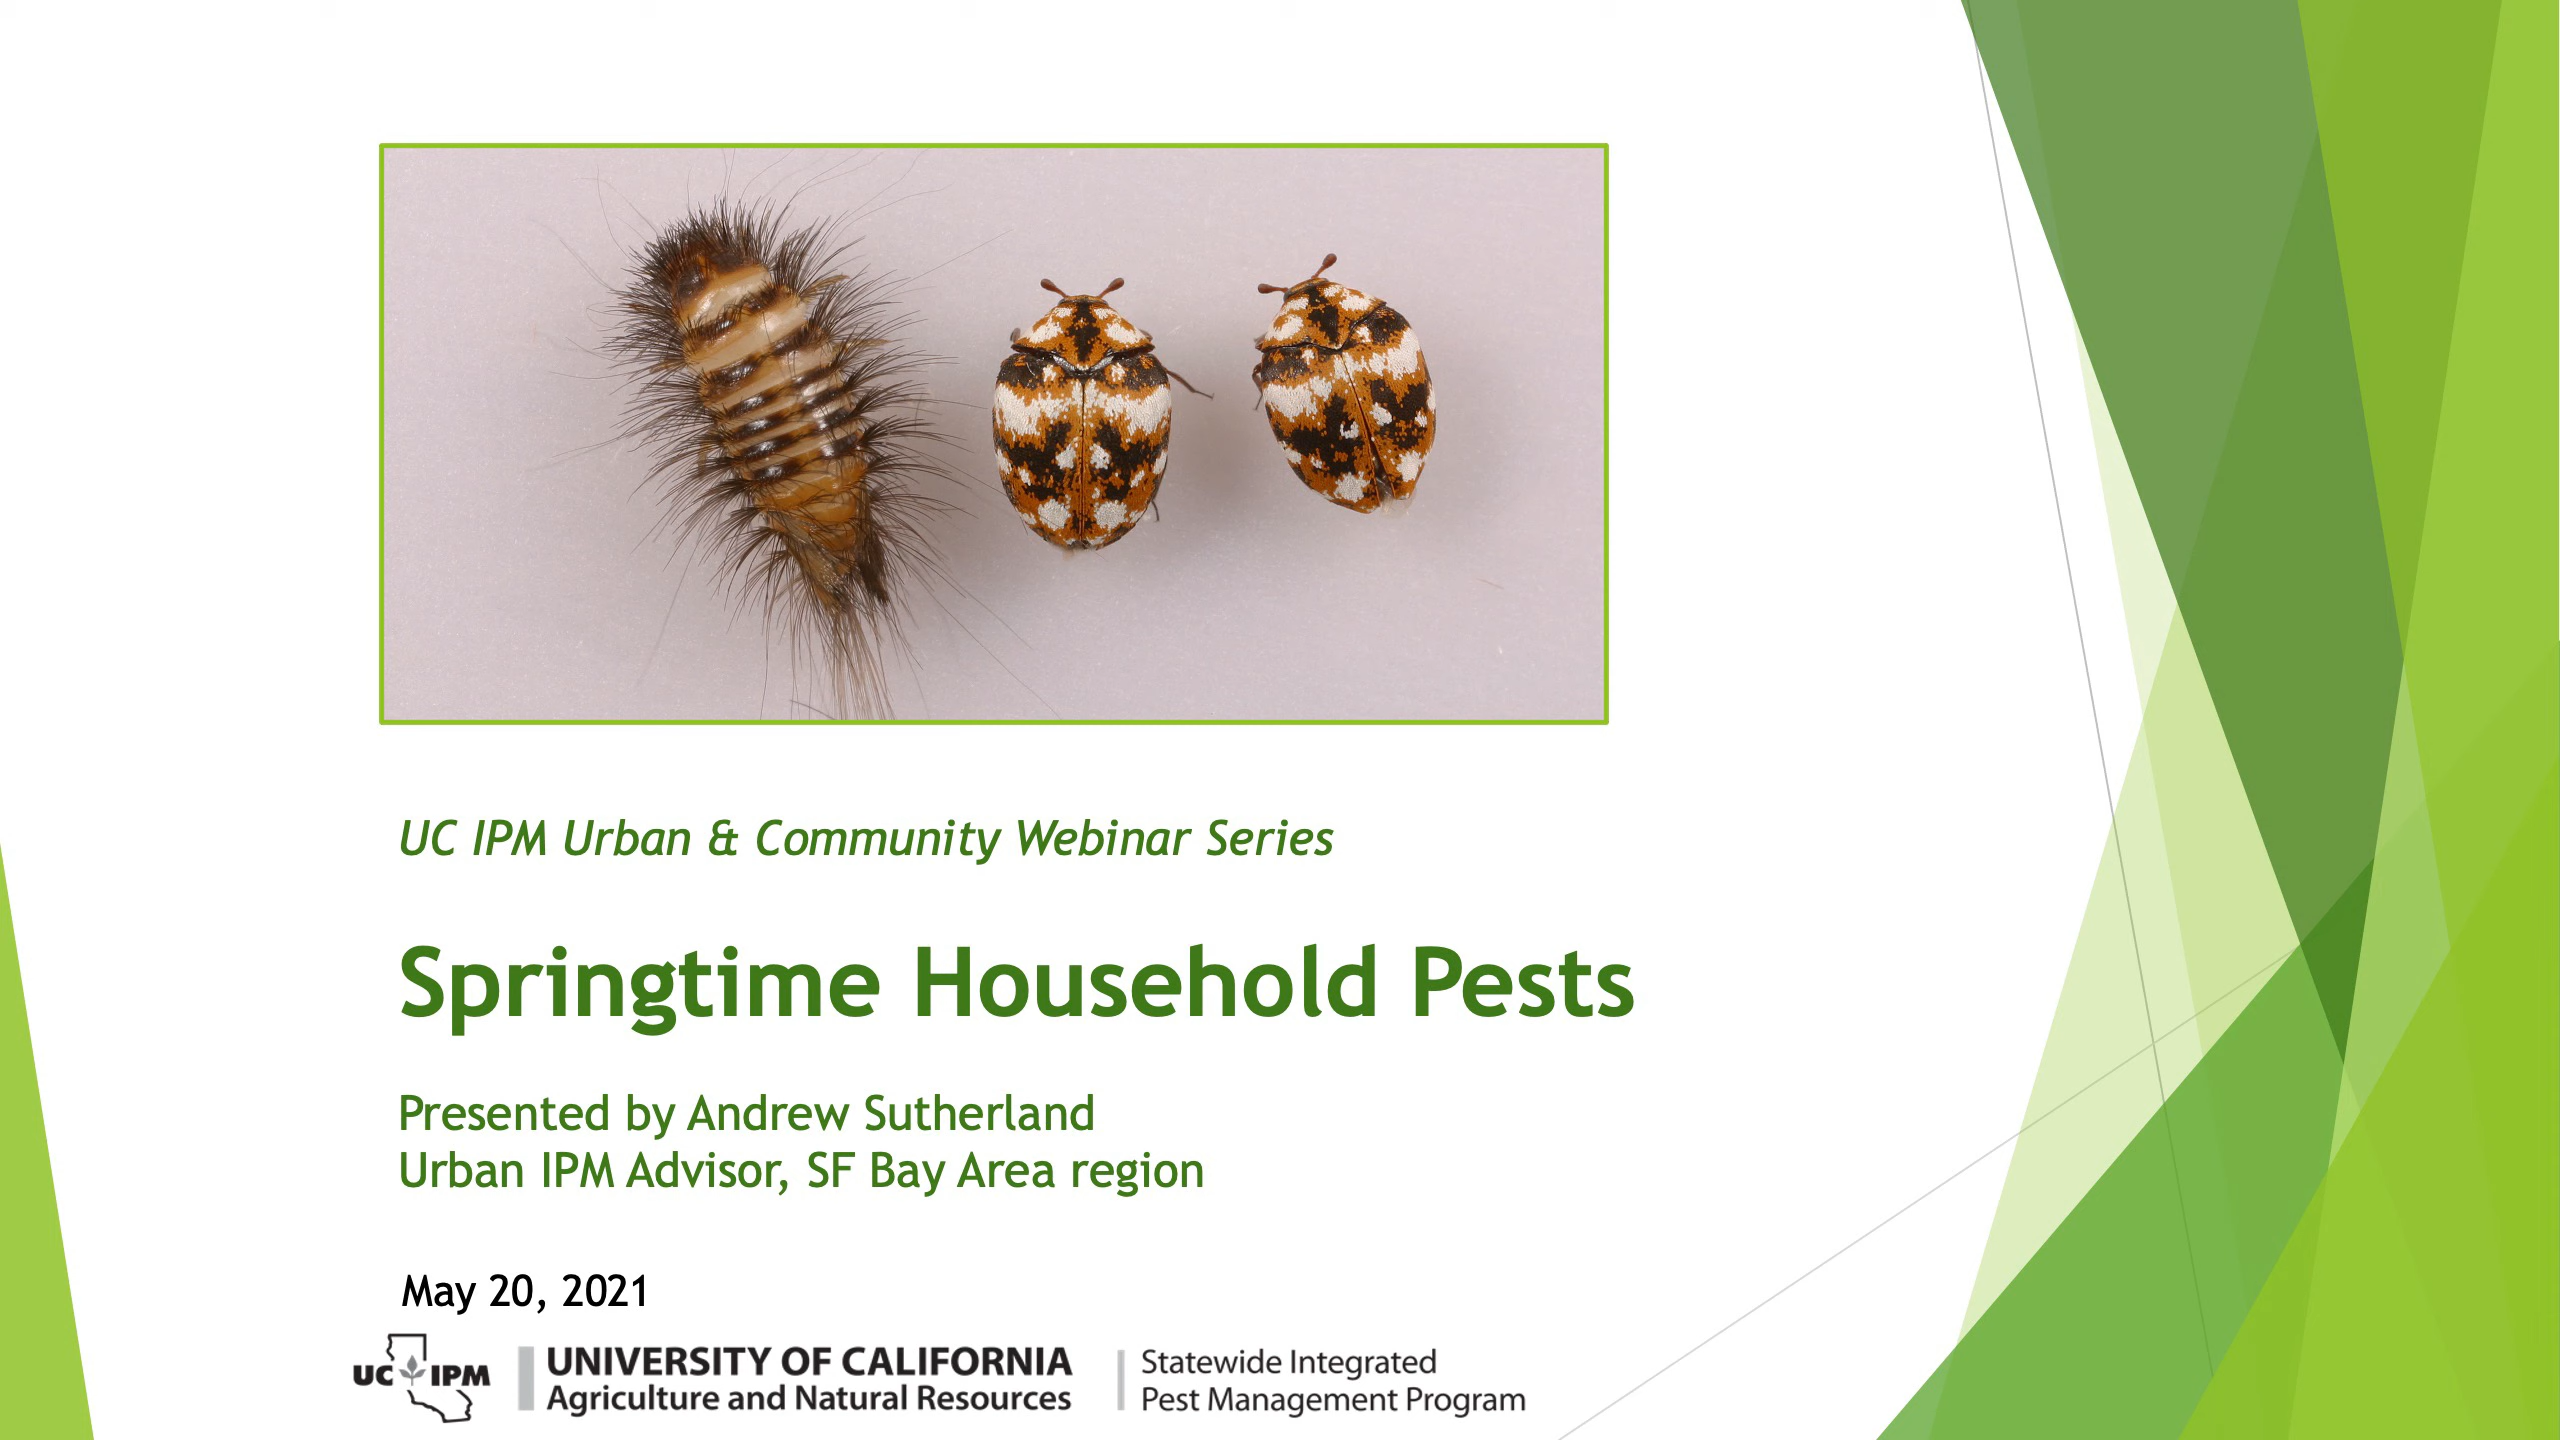 UC IPM Urban & Community Webinar Series
Springtime Household Pests
Presented by Andrew Sutherland
Urban IPM Advisor, SF Bay Area region
May 20, 2021
UC IPM
UNIVERSITY OF CALIFORNIA
Agriculture and Natural Resources
Statewide Integrated
Pest Management Program